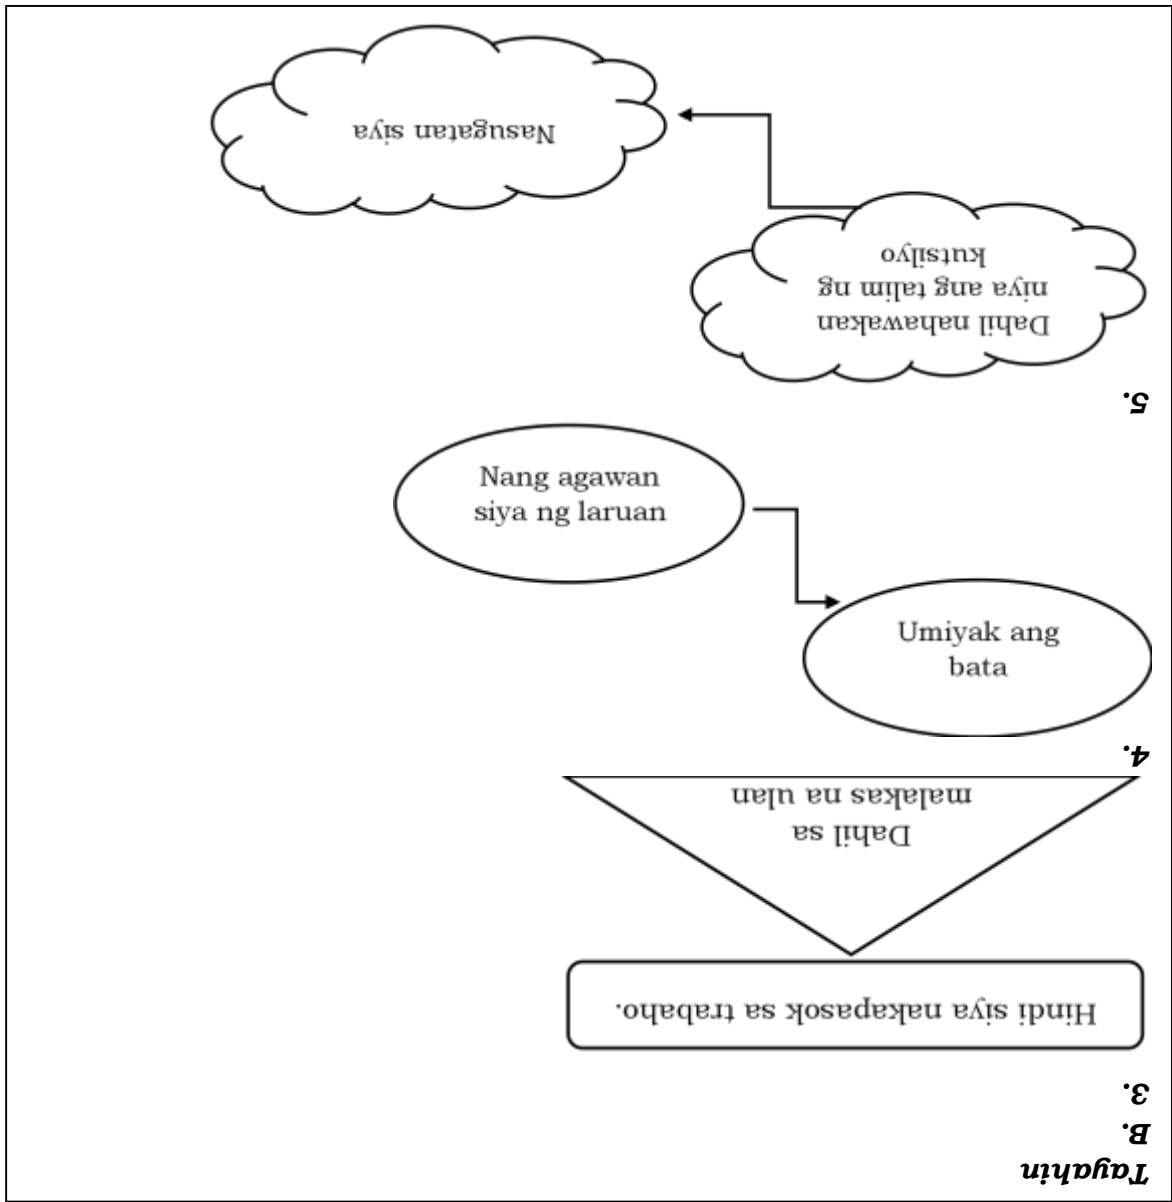 Tayahin
B.
3.
Hindi siya nakapasok sa trabaho.
Dahil sa
malakas na ulan
4.
Nang agawan
siya ng laruan
Umiyak ang
bata
5.
Dahil nahawakan
niya ang talim ng
kutsilyo
Nasugatan siya